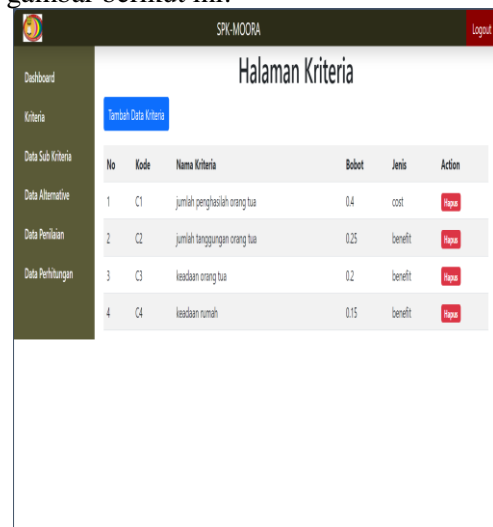 gambar berikut ini:
SPK-MOORA
Logout
Dashboard
Kriteria
Data Sub Kriteria
Data Alternative
Data Penilaian
Data Perhitungan
Halaman Kriteria
Tambah Data Kriteria
No Kode Nama Kriteria Bobot Jenis Action
1 C1 jumlah penghasilah orang tua 0.4 cost Hapus
2 C2 jumlah tanggungan orang tua 0.25 benefit Hapus
3 C3 keadaan orang tua 0.2 benefit Hapus
4 C4 keadaan rumah 0.15 benefit Hapus